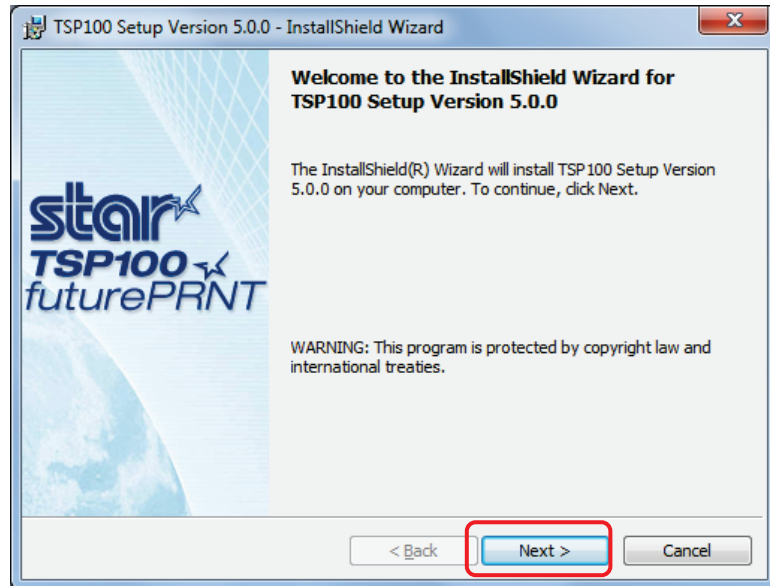 TSP100 Setup Version 5.0.0 - InstallShield Wizard
x
Welcome to the InstallShield Wizard for
TSP100 Setup Version 5.0.0
The InstallShield(R) Wizard will install TSP100 Setup Version
5.0.0 on your computer. To continue, click Next.
star
TSP100
futurePRNT
WARNING: This program is protected by copyright law and
international treaties.
< Back
Next >
Cancel